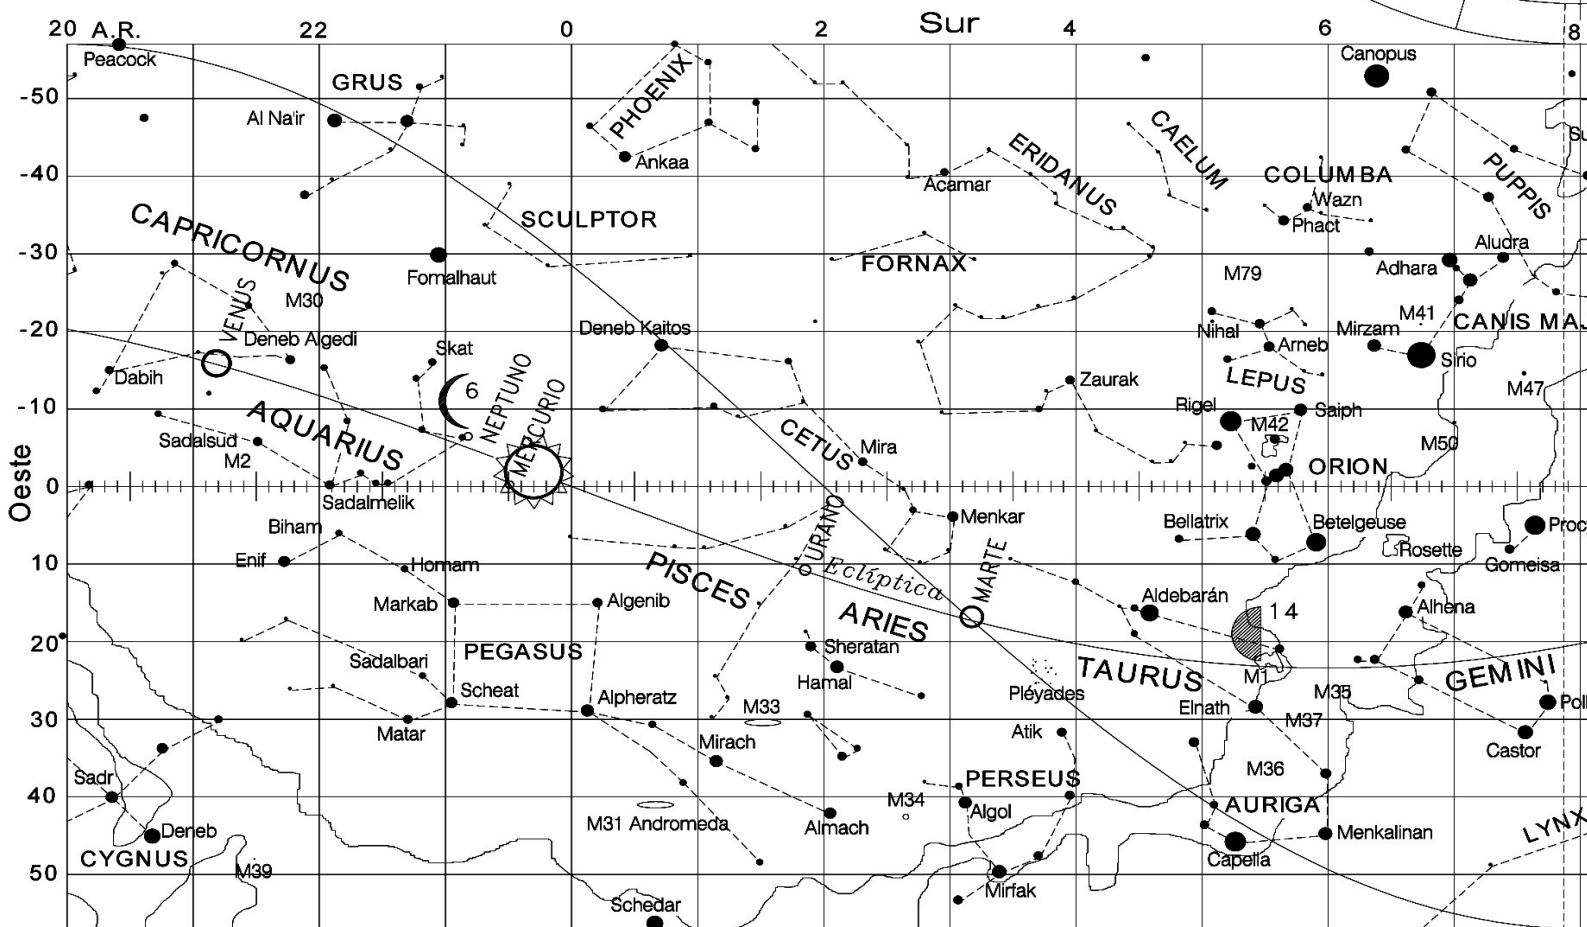 20 A.R. 22 0 2 Sur 4 6 8
Peacock
Canopus
GRUS
PHOENIX
-50
Al Na'ir
Ankaa
CAELUM
ERIDANUS
COLUMBA
PUPPIS
-40
Acamar
Wazn
Phact
CAPRICORNUS
SCULPTOR
-30
Fomalhaut
FORNAX
Aludra
Adhara
M79
VENUS
M30
M41
CANIS MAJ
-20
Deneb Algedi
Deneb Kaitos
Nihal
Mirzam
Skat
Arneb
Sirio
Dabih
6
NEPTUNO
MERCURIO
Zaurak
LEPUS
M47
-10
AQUARIUS
Rigel
Saiph
M42
Sadalsud
M2
CETUS
Mira
M50
ORION
Oeste
0
Sadalmelik
URANO
Menkar
Biham
Bellatrix
Betelgeuse
Proc
Enif
Homam
10
PISCES
Eclíptica
MARTE
Rosette
Gomeisa
Markab
Algenib
Aldebarán
14
Alhena
ARIES
20
PEGASUS
Sheratan
Sadalbari
Hamal
TAURUS
M1
GEMINI
Scheat
Alpheratz
Pléyades
M35
Poll
30
Matar
M33
Atik
Elnath
M37
Mirach
Castor
Sadr
PERSEUS
M36
40
M34
Algol
AURIGA
Deneb
M31 Andromeda
Almach
Menkalinan
LYNX
CYGNUS
Capella
M39
50
Mirfak
Schedar